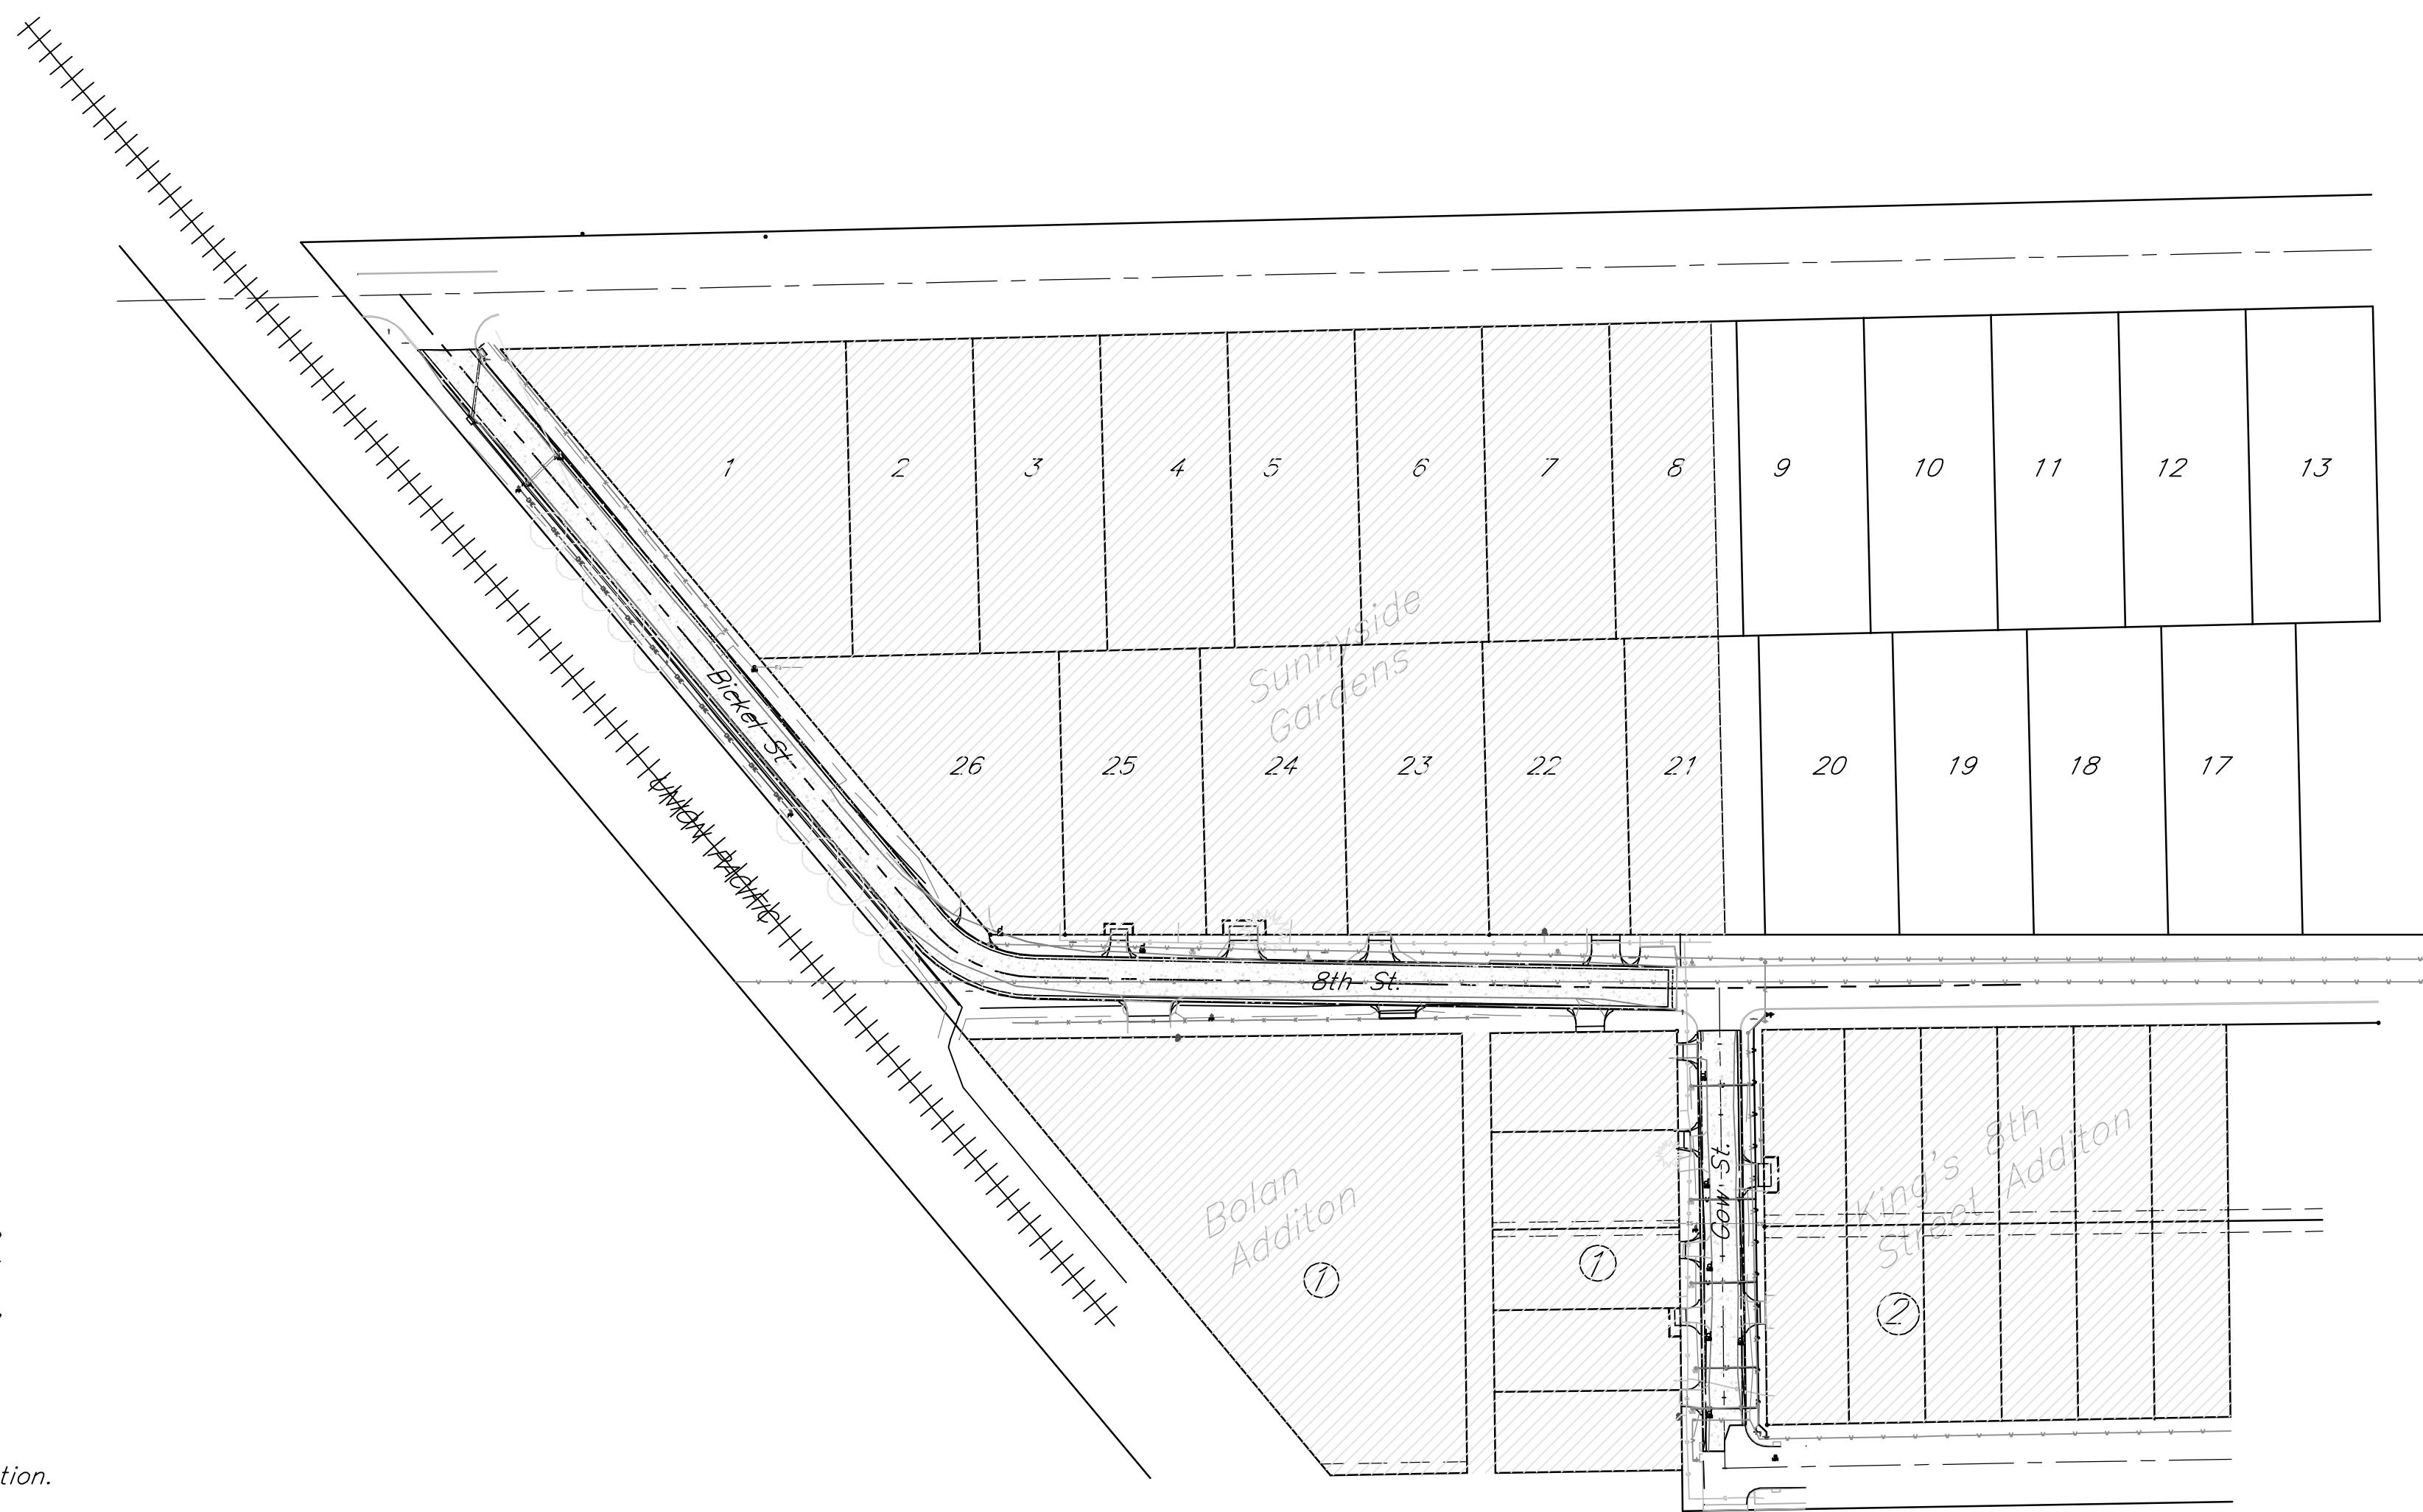 1 2 3 4 5 6 7 8 9 10 11 12 13
Sunnyside
Gardens
Bickel St
26 25 24 23 22 21 20 19 18 17
UNION PACIFIC
8th St.
Bolan
Additon
1
1
Gow St.
King's 8th
Street Additon
2
tion.